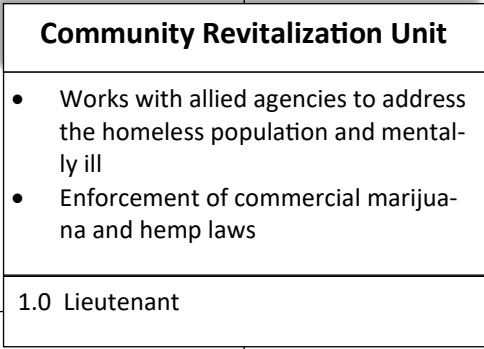 Community Revitalization Unit
• Works with allied agencies to address
the homeless population and mental-
ly ill
• Enforcement of commercial marijua-
na and hemp laws
1.0 Lieutenant